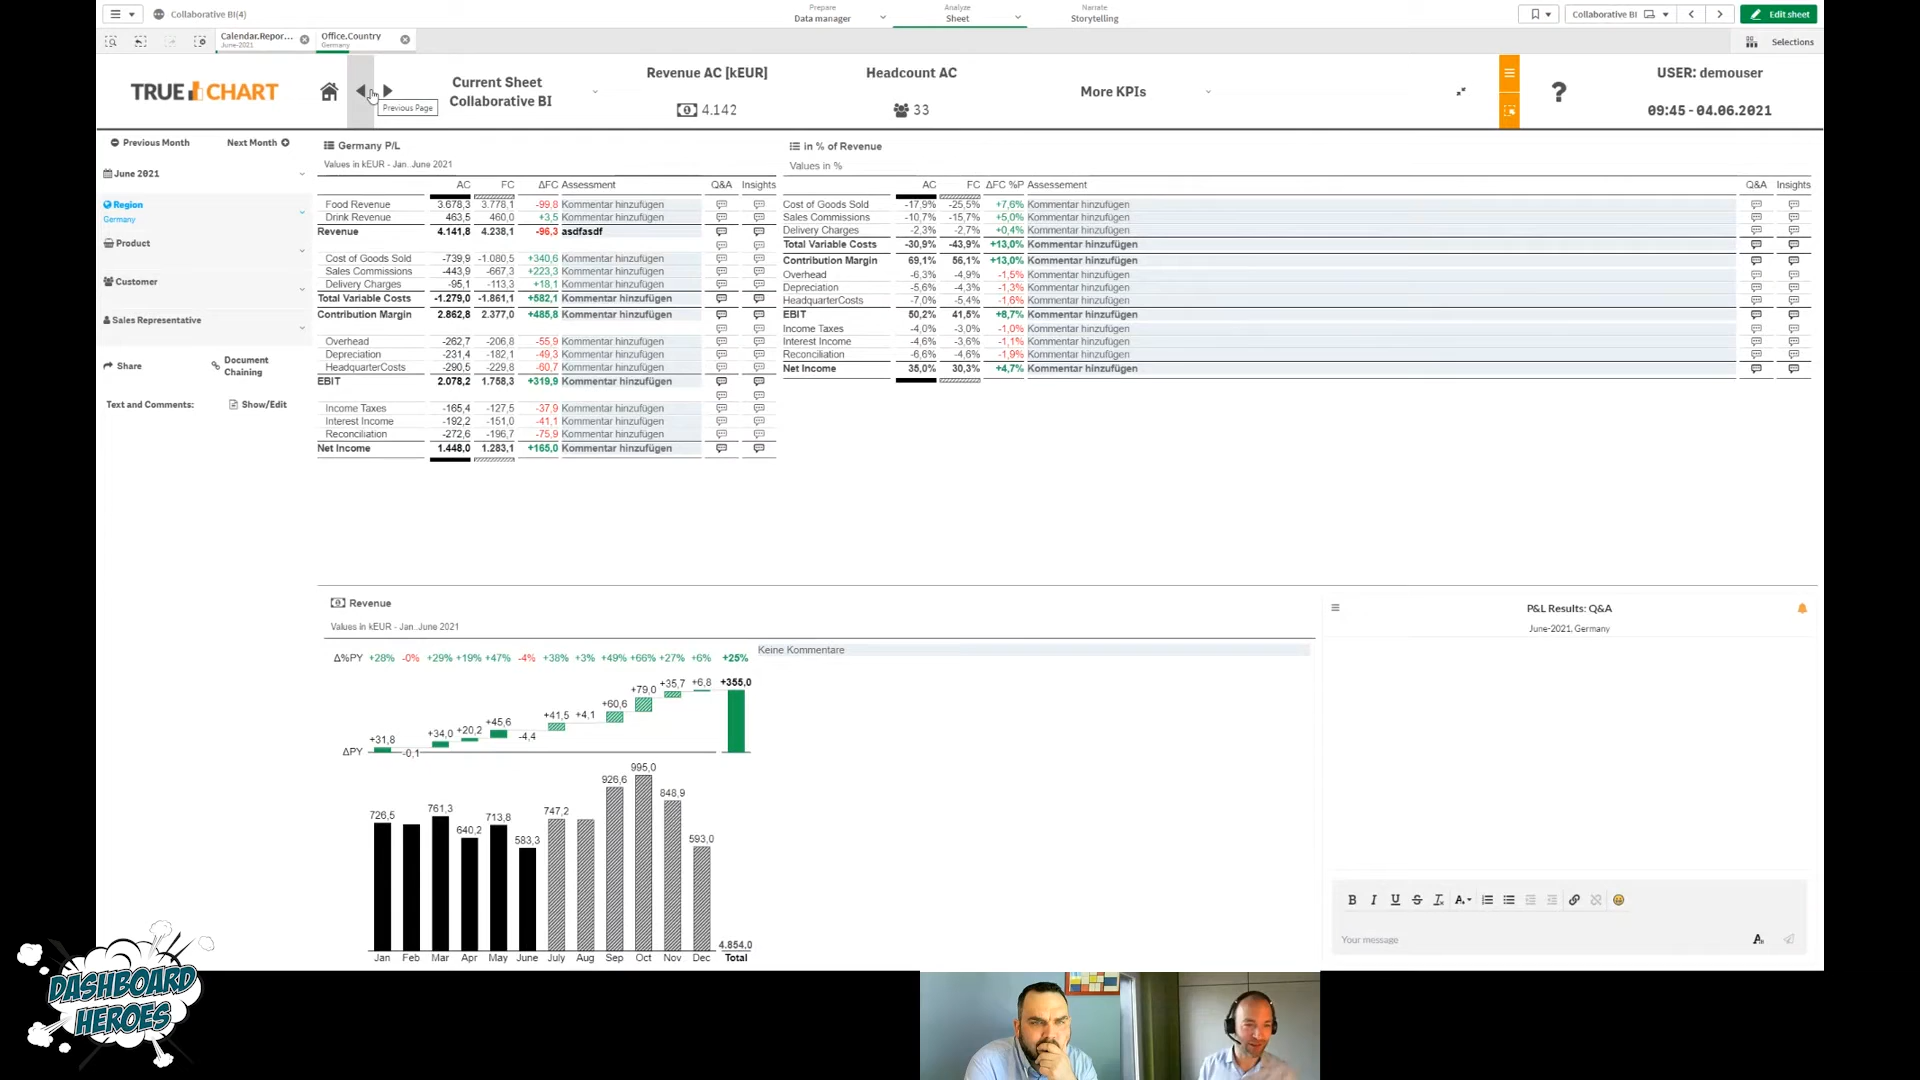 Collaborative BI(4)
Prepare
Data manager
Analyze
Sheet
Narrate
Storytelling
Collaborative BI
Edit sheet
Calendar.Repor...
June-2021
Office.Country
Germany
Selections
TRUE CHART
Previous Page
Current Sheet
Collaborative BI
Revenue AC [kEUR]
4.142
Headcount AC
33
More KPIs
?
USER: demouser
09:45 - 04.06.2021
Previous Month
Next Month
June 2021
Region
Germany
Product
Customer
Sales Representative
Share
Document
Chaining
Text and Comments:
Show/Edit
Germany P/L
Values in kEUR - Jan..June 2021
AC FC ΔFC Assessment Q&A Insights
Food Revenue 3.678,3 3.778,1 -99,8 Kommentar hinzufügen
Drink Revenue 463,5 460,0 +3,5 Kommentar hinzufügen
Revenue 4.141,8 4.238,1 -96,3 asdfasdf
Cost of Goods Sold -739,9 -1.080,5 +340,6 Kommentar hinzufügen
Sales Commissions -443,9 -667,3 +223,3 Kommentar hinzufügen
Delivery Charges -95,1 -113,3 +18,1 Kommentar hinzufügen
Total Variable Costs -1.279,0 -1.861,1 +582,1 Kommentar hinzufügen
Contribution Margin 2.862,8 2.377,0 +485,8 Kommentar hinzufügen
Overhead -262,7 -206,8 -55,9 Kommentar hinzufügen
Depreciation -231,4 -182,1 -49,3 Kommentar hinzufügen
HeadquarterCosts -290,5 -229,8 -60,7 Kommentar hinzufügen
EBIT 2.078,2 1.758,3 +319,9 Kommentar hinzufügen
Income Taxes -165,4 -127,5 -37,9 Kommentar hinzufügen
Interest Income -192,2 -151,0 -41,1 Kommentar hinzufügen
Reconciliation -272,6 -196,7 -75,9 Kommentar hinzufügen
Net Income 1.448,0 1.283,1 +165,0 Kommentar hinzufügen
in % of Revenue
Values in %
AC FC ΔFC %P Assessement Q&A Insights
Cost of Goods Sold -17,9% -25,5% +7,6% Kommentar hinzufügen
Sales Commissions -10,7% -15,7% +5,0% Kommentar hinzufügen
Delivery Charges -2,3% -2,7% +0,4% Kommentar hinzufügen
Total Variable Costs -30,9% -43,9% +13,0% Kommentar hinzufügen
Contribution Margin 69,1% 56,1% +13,0% Kommentar hinzufügen
Overhead -6,3% -4,9% -1,5% Kommentar hinzufügen
Depreciation -5,6% -4,3% -1,3% Kommentar hinzufügen
HeadquarterCosts -7,0% -5,4% -1,6% Kommentar hinzufügen
EBIT 50,2% 41,5% +8,7% Kommentar hinzufügen
Income Taxes -4,0% -3,0% -1,0% Kommentar hinzufügen
Interest Income -4,6% -3,6% -1,1% Kommentar hinzufügen
Reconciliation -6,6% -4,6% -1,9% Kommentar hinzufügen
Net Income 35,0% 30,3% +4,7% Kommentar hinzufügen
Revenue
Values in kEUR - Jan..June 2021
Δ%PY +28% -0% +29% +19% +47% -4% +38% +3% +49% +66% +27% +6% +25%
Keine Kommentare
ΔPY +31,8 -0,1 +34,0 +20,2 +45,6 -4,4 +41,5 +4,1 +60,6 +79,0 +35,7 +6,8 +355,0
726,5 761,3 640,2 713,8 583,3 747,2 926,6 995,0 848,9 593,0 4.854,0
Jan Feb Mar Apr May June July Aug Sep Oct Nov Dec Total
P&L Results: Q&A
June-2021, Germany
B I U S Tx A
Your message
A
DASHBOARD
HEROES